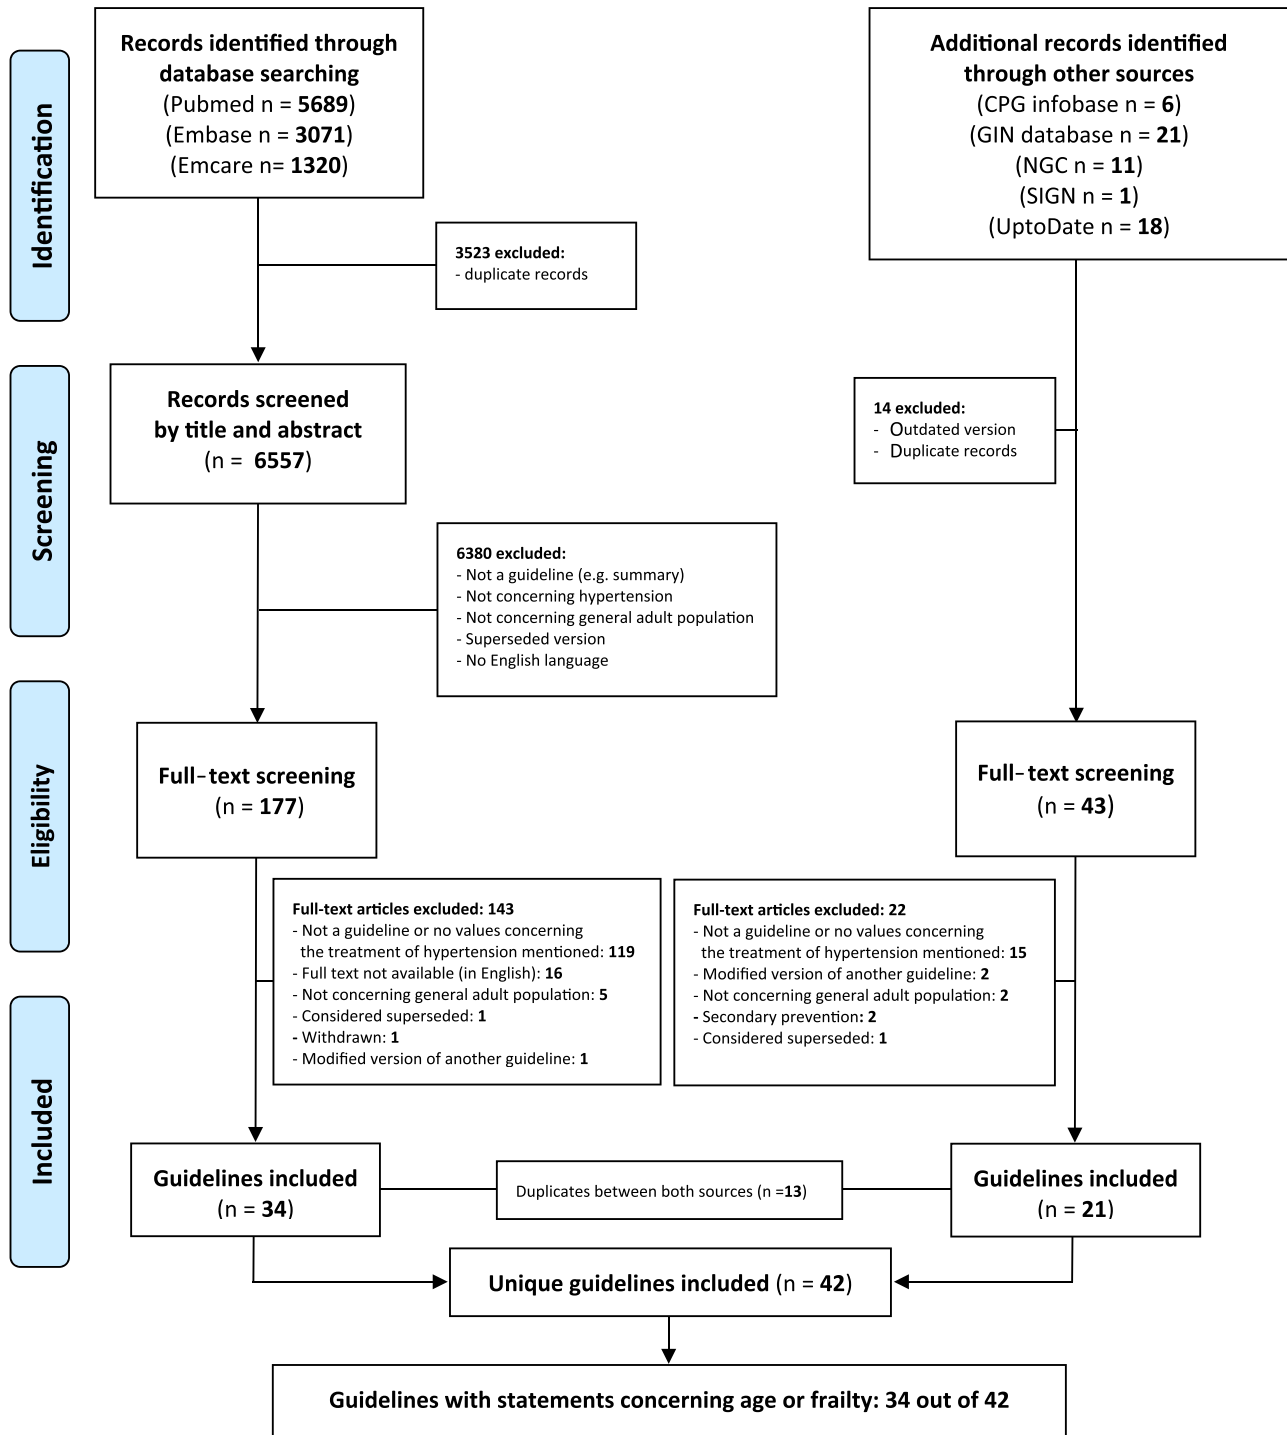 Identification
Records identified through
database searching
(Pubmed n = 5689)
(Embase n = 3071)
(Emcare n= 1320)
Additional records identified
through other sources
(CPG infobase n = 6)
(GIN database n = 21)
(NGC n = 11)
(SIGN n = 1)
(UptoDate n = 18)
3523 excluded:
- duplicate records
Screening
Records screened
by title and abstract
(n = 6557)
14 excluded:
- Outdated version
- Duplicate records
6380 excluded:
- Not a guideline (e.g. summary)
- Not concerning hypertension
- Not concerning general adult population
- Superseded version
- No English language
Eligibility
Full-text screening
(n = 177)
Full-text screening
(n = 43)
Full-text articles excluded: 143
- Not a guideline or no values concerning
the treatment of hypertension mentioned: 119
- Full text not available (in English): 16
- Not concerning general adult population: 5
- Considered superseded: 1
- Withdrawn: 1
- Modified version of another guideline: 1
Full-text articles excluded: 22
- Not a guideline or no values concerning
the treatment of hypertension mentioned: 15
- Modified version of another guideline: 2
- Not concerning general adult population: 2
- Secondary prevention: 2
- Considered superseded: 1
Included
Guidelines included
(n = 34)
Duplicates between both sources (n =13)
Guidelines included
(n = 21)
Unique guidelines included (n = 42)
Guidelines with statements concerning age or frailty: 34 out of 42